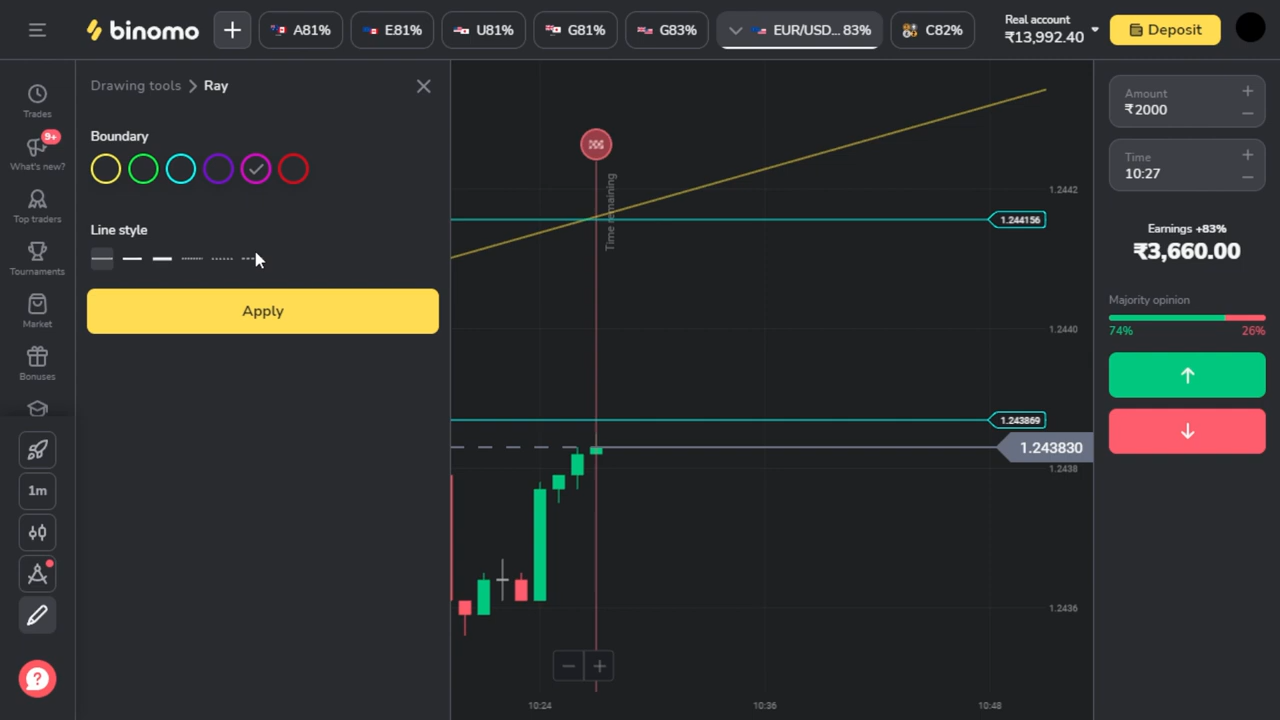 binomo
A81%
E81%
U81%
G81%
G83%
EUR/USD... 83%
C82%
Real account
₹13,992.40
Deposit
Trades
9+
What's new?
Top traders
Tournaments
Market
Bonuses
1m
Drawing tools > Ray
Boundary
Line style
Apply
Time remaining
1.2442
1.244156
1.2440
1.243869
1.243830
1.2438
1.2436
10:24
10:36
10:48
Amount
₹2000
Time
10:27
Earnings +83%
₹3,660.00
Majority opinion
74%
26%